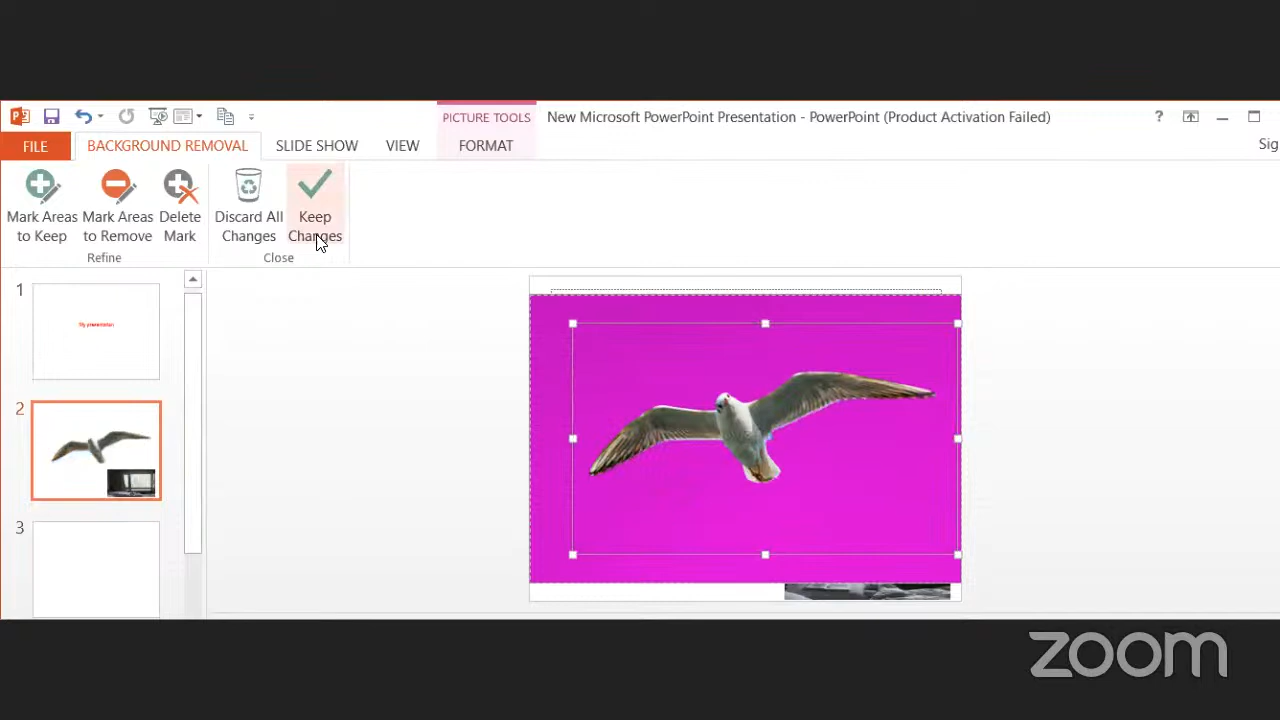 PICTURE TOOLS
New Microsoft PowerPoint Presentation - PowerPoint (Product Activation Failed)
?
FILE
BACKGROUND REMOVAL
SLIDE SHOW
VIEW
FORMAT
Sig
Mark Areas
to Keep
Mark Areas
to Remove
Delete
Mark
Discard All
Changes
Keep
Changes
Refine
Close
1
My presentation
2
3
zoom